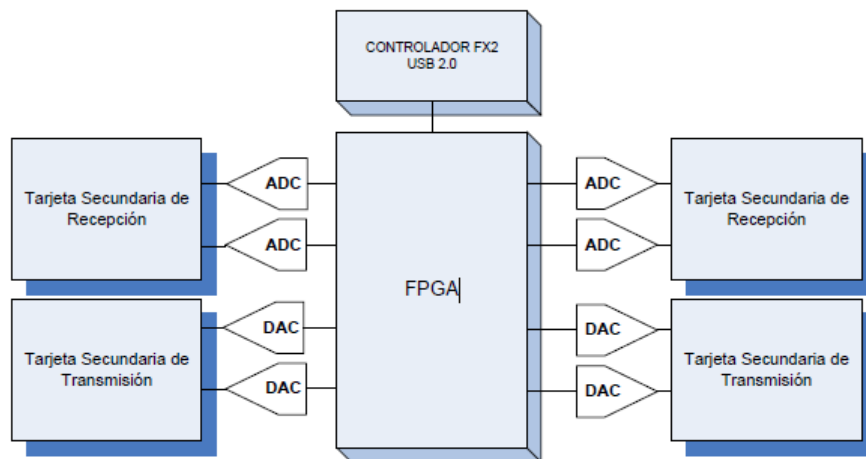 CONTROLADOR FX2
USB 2.0
Tarjeta Secundaria de
Recepción
ADC
ADC
Tarjeta Secundaria de
Transmisión
DAC
DAC
FPGA
ADC
ADC
Tarjeta Secundaria de
Recepción
DAC
DAC
Tarjeta Secundaria de
Transmisión